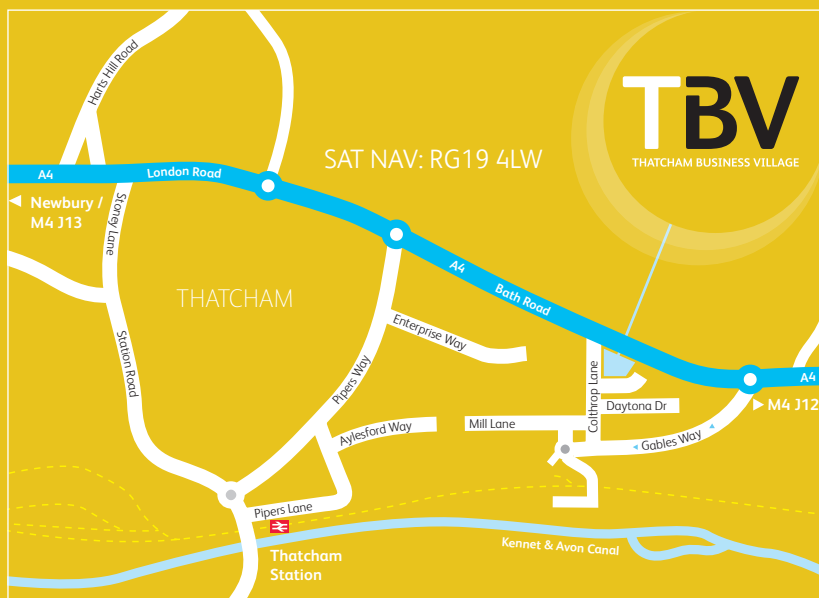 Harts Hill Road
TBV
THATCHAM BUSINESS VILLAGE
SAT NAV: RG19 4LW
A4
London Road
Newbury /
M4 J13
Stoney Lane
THATCHAM
A4
Bath Road
Enterprise Way
Station Road
Pipers Way
Colthrop Lane
A4
M4 J12
Daytona Dr
Aylesford Way
Mill Lane
Gables Way
Pipers Lane
Thatcham
Station
Kennet & Avon Canal